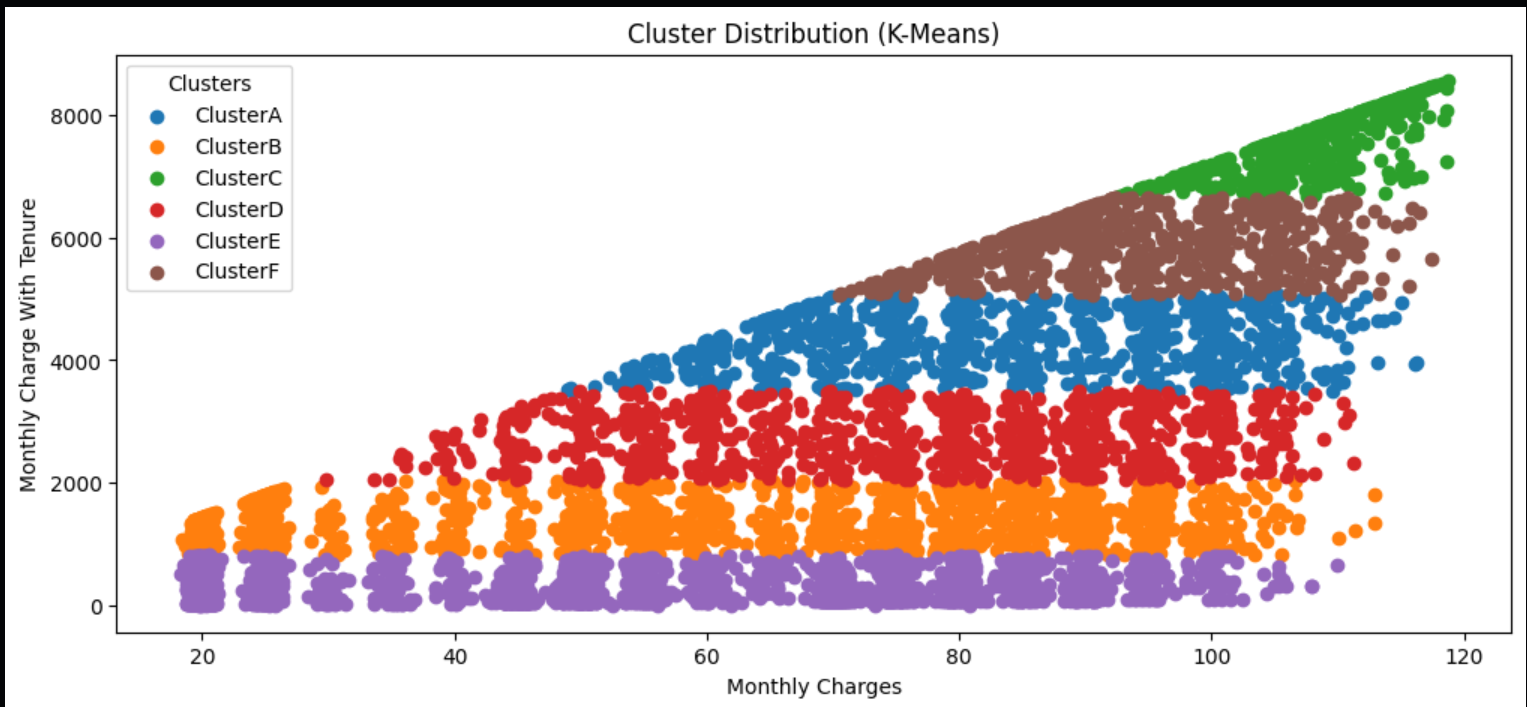 Cluster Distribution (K-Means)
Clusters
ClusterA
ClusterB
ClusterC
ClusterD
ClusterE
ClusterF
Monthly Charge With Tenure
8000
6000
4000
2000
0
20
40
60
80
100
120
Monthly Charges